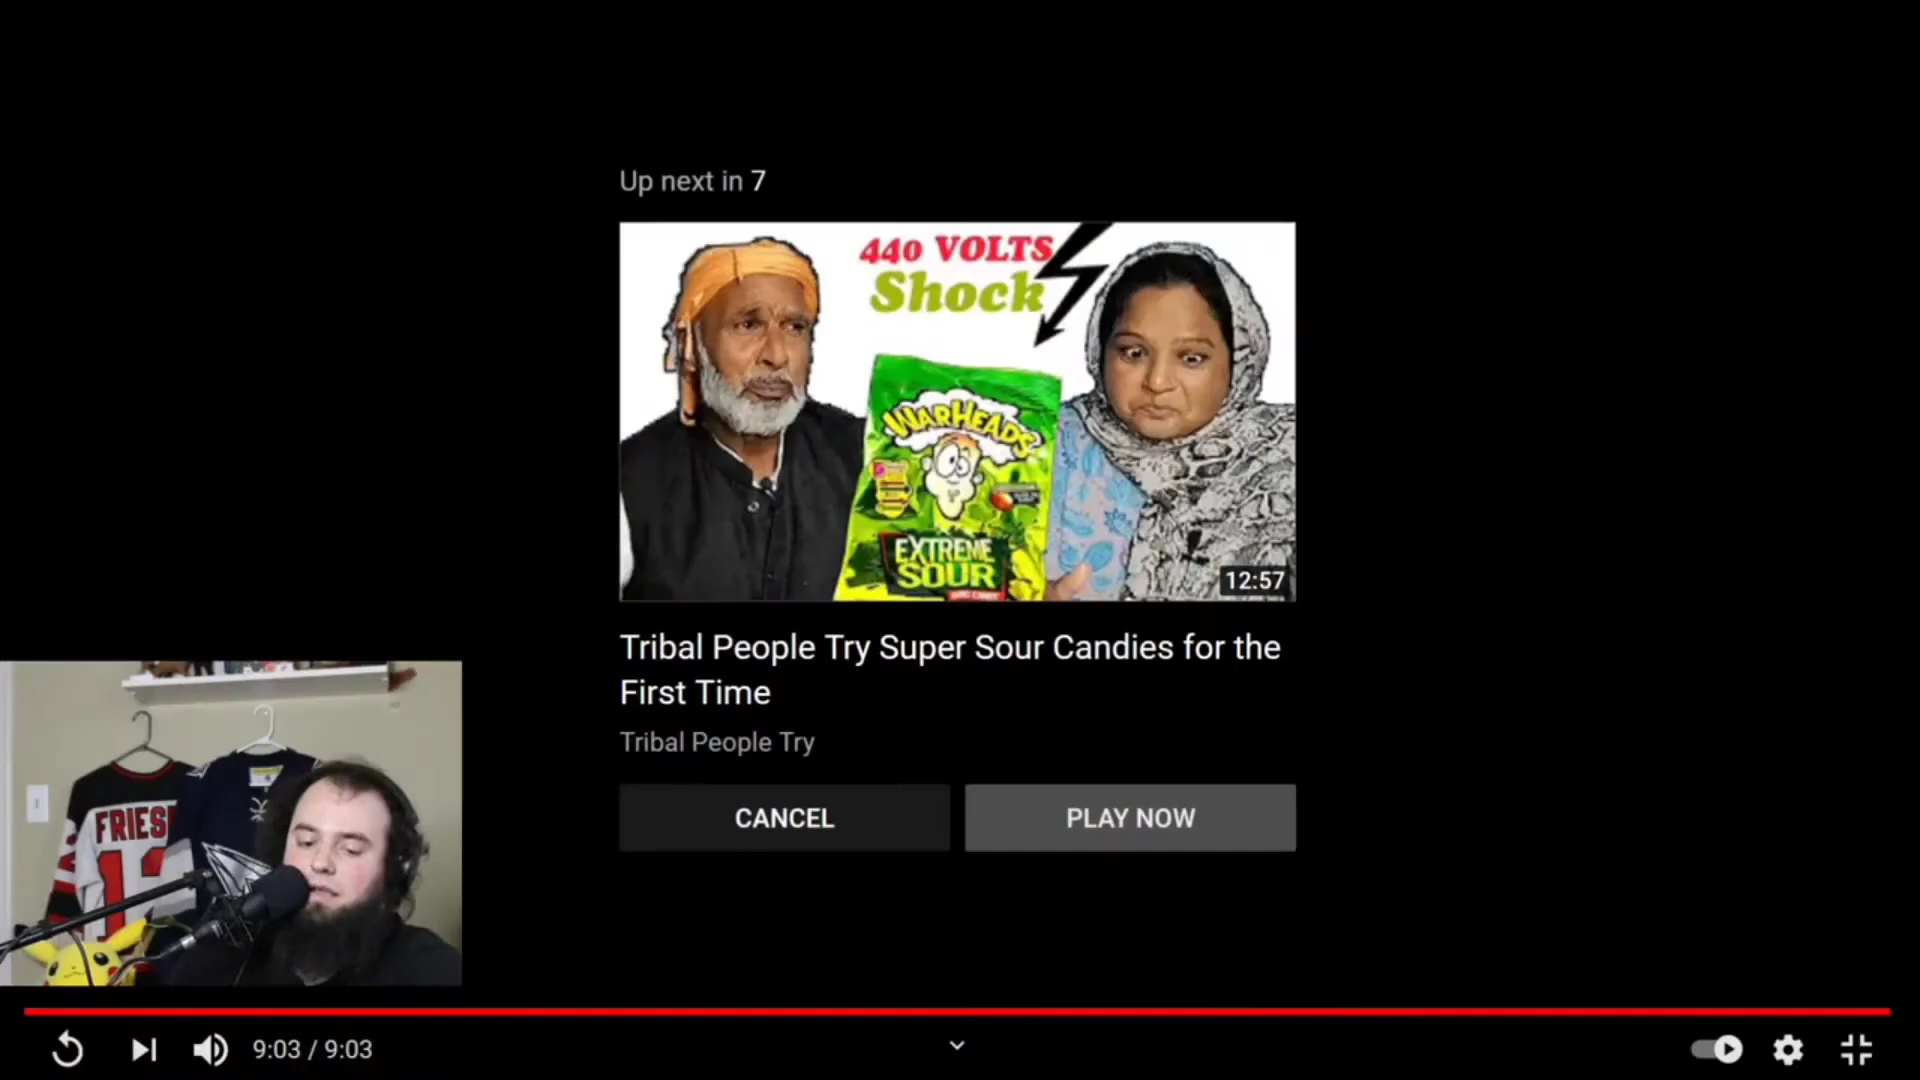 Up next in 7
440 VOLTS
Shock
WARHEADS
EXTREME
SOUR
12:57
Tribal People Try Super Sour Candies for the
First Time
Tribal People Try
CANCEL
PLAY NOW
FRIES
9:03 / 9:03